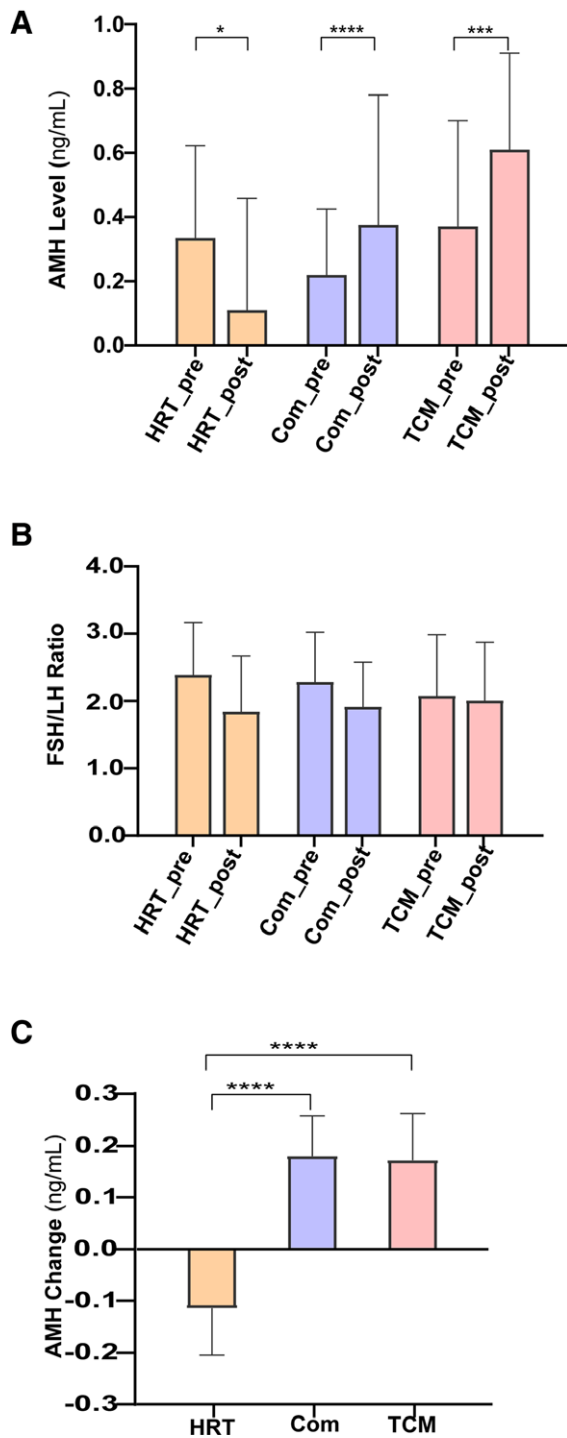 A
* **** ***
AMH Level (ng/mL)
1.0
0.8
0.6
0.4
0.2
0.0
HRT_pre
HRT_post
Com_pre
Com_post
TCM_pre
TCM_post
B
FSH/LH Ratio
4.0
3.0
2.0
1.0
0.0
HRT_pre
HRT_post
Com_pre
Com_post
TCM_pre
TCM_post
C
****
****
AMH Change (ng/mL)
0.3
0.2
0.1
0.0
-0.1
-0.2
-0.3
HRT Com TCM